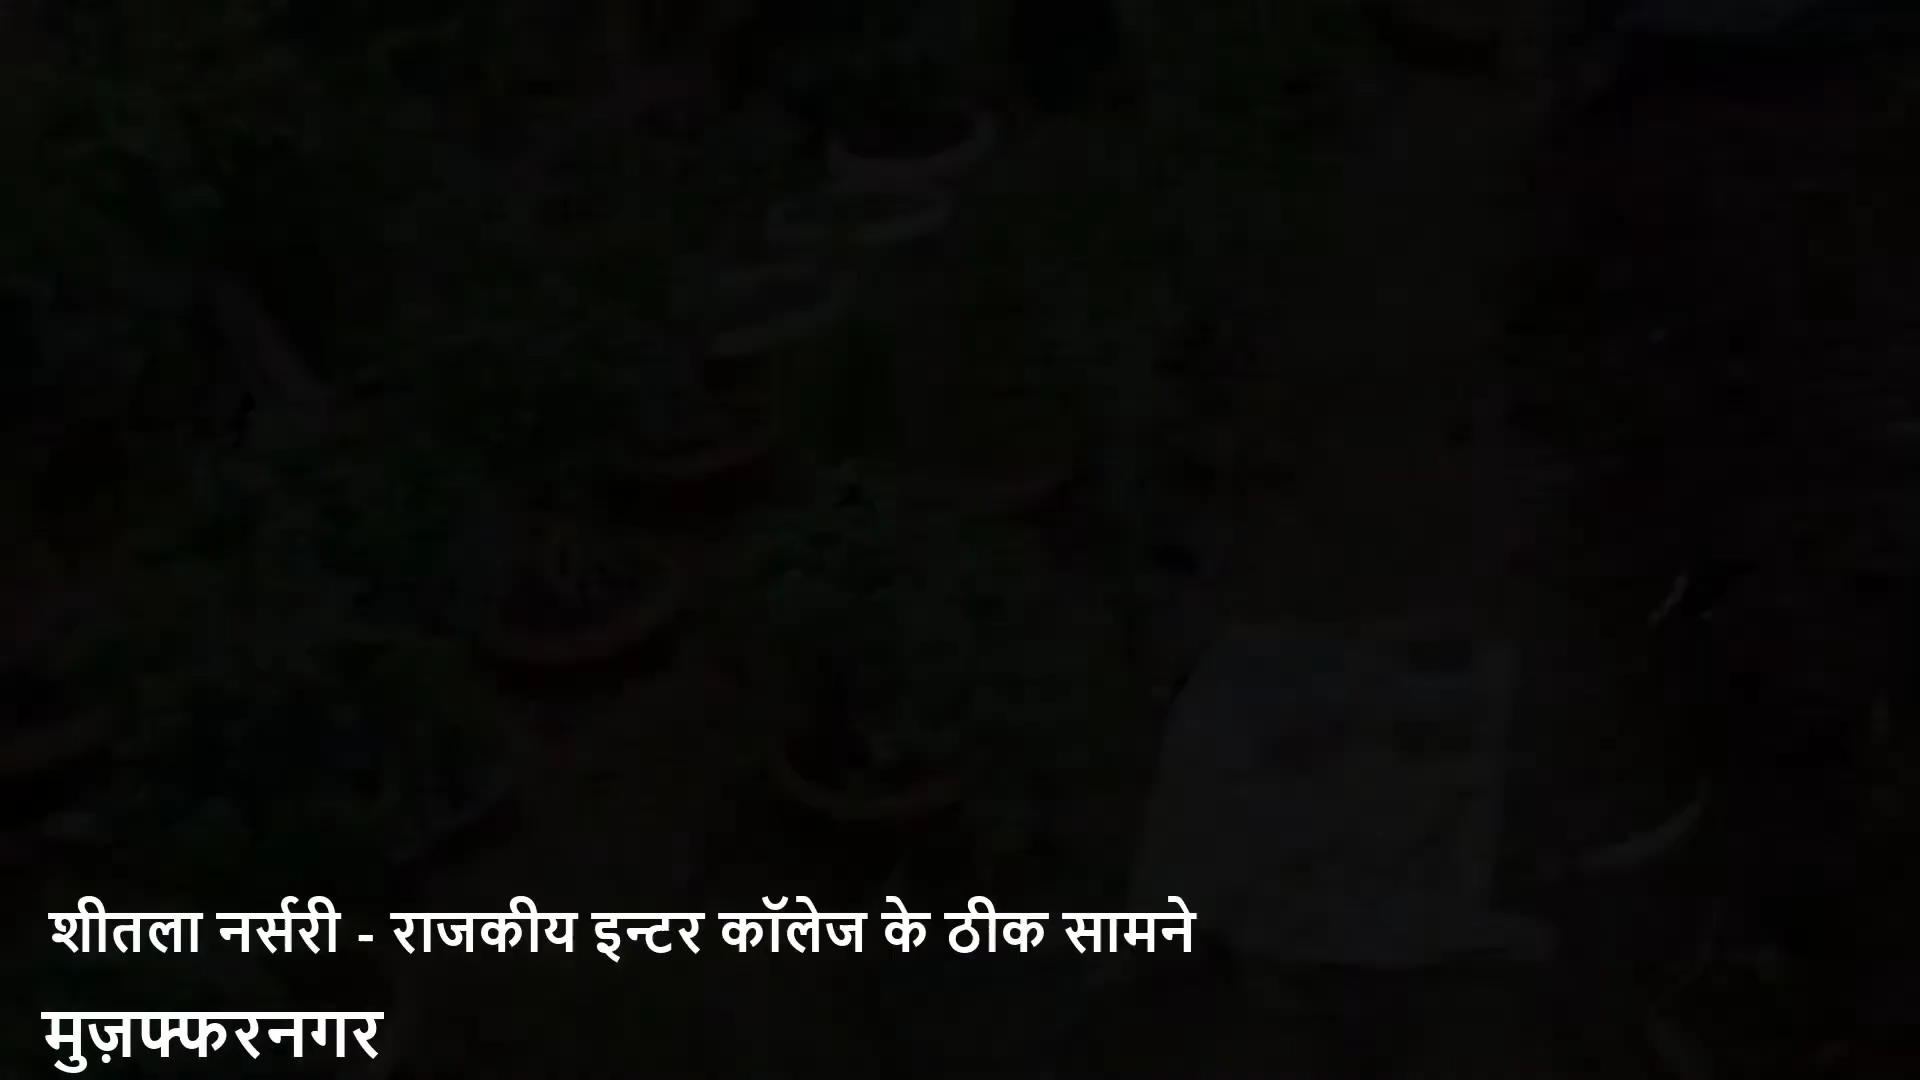 शीतला नर्सरी - राजकीय इन्टर कॉलेज के ठीक सामने
मुज़फ्फरनगर